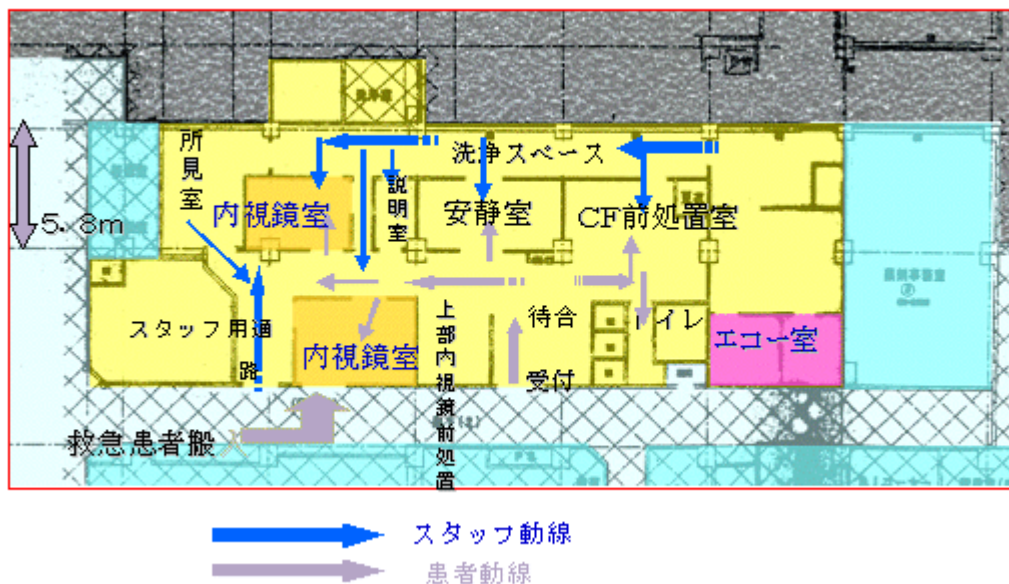 所見室
洗浄スペース
内視鏡室
説明室
安静室
CF前処置室
5.8m
スタッフ用通路
内視鏡室
上部内視鏡前処置
待合
トイレ
エコー室
受付
救急患者搬入
スタッフ動線
患者動線